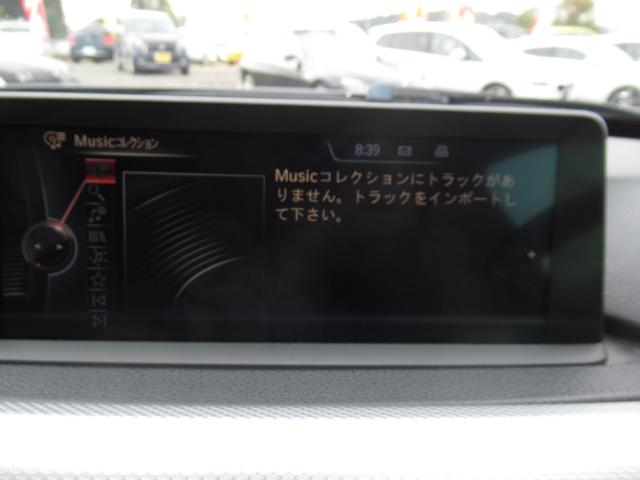 Musicｺﾚｸｼｮﾝ
8:39
Musicコレクションにトラックがあ
りません。トラックをインポートし
て下さい。